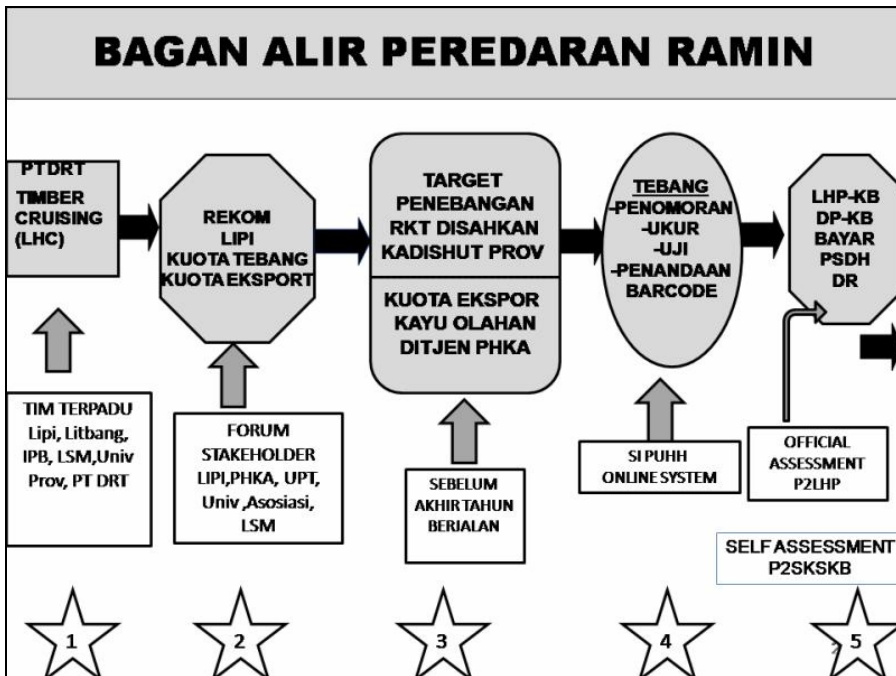 BAGAN ALIR PEREDARAN RAMIN
PT DRT
TIMBER
CRUISING
(LHC)
REKOM
LIPI
KUOTA TEBANG
KUOTA EKSPORT
TARGET
PENEBANGAN
RKT DISAHKAN
KADISHUT PROV
KUOTA EKSPOR
KAYU OLAHAN
DITJEN PHKA
TEBANG
-PENOMORAN
-UKUR
-UJI
-PENANDAAN
BARCODE
LHP-KB
DP-KB
BAYAR
PSDH
DR
TIM TERPADU
Lipi, Litbang,
IPB, LSM,Univ
Prov, PT DRT
FORUM
STAKEHOLDER
LIPI,PHKA, UPT,
Univ ,Asosiasi,
LSM
SEBELUM
AKHIR TAHUN
BERJALAN
SI PUHH
ONLINE SYSTEM
OFFICIAL
ASSESSMENT
P2LHP
SELF ASSESSMENT
P2SKSKB
1
2
3
4
5